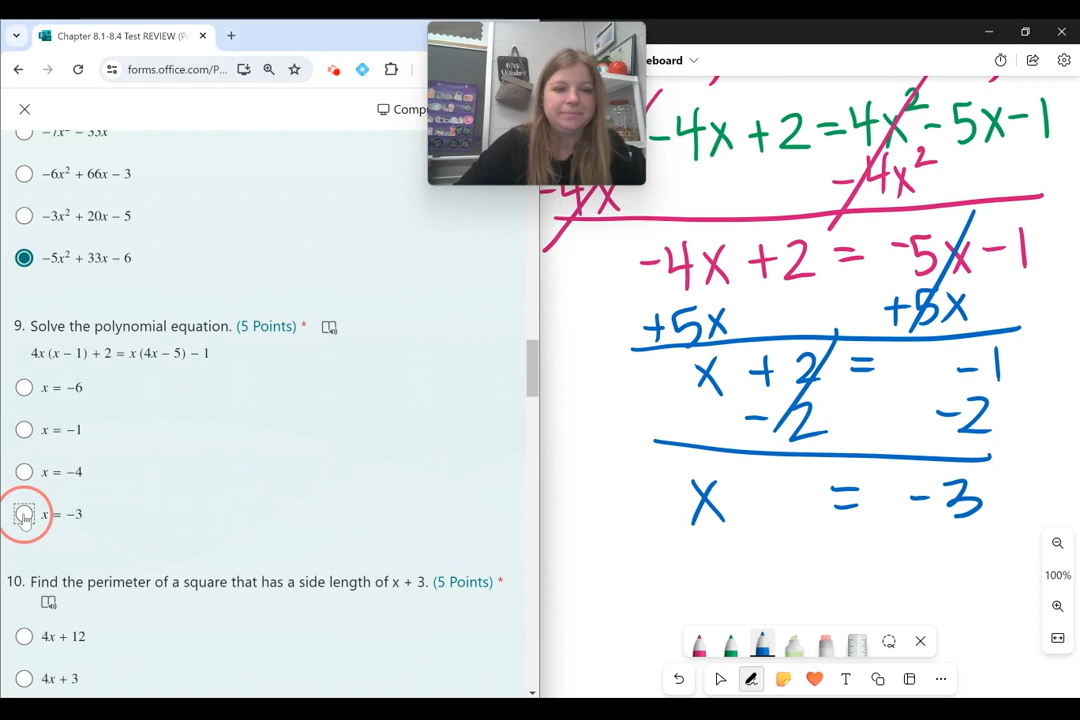 Chapter 8.1-8.4 Test REVIEW (P
forms.office.com/P...
eboard
Comp
-6x² + 66x - 3
-3x² + 20x - 5
-5x² + 33x - 6
9. Solve the polynomial equation. (5 Points) *
4x (x - 1) + 2 = x (4x - 5) - 1
x = -6
x = -1
x = -4
x = -3
10. Find the perimeter of a square that has a side length of x + 3. (5 Points) *
4x + 12
4x + 3
-4x + 2 = 4x² - 5x - 1
-4x - 4x²
-4x + 2 = -5x - 1
+5x +5x
x + 2 = -1
-2 -2
x = -3
100%
T